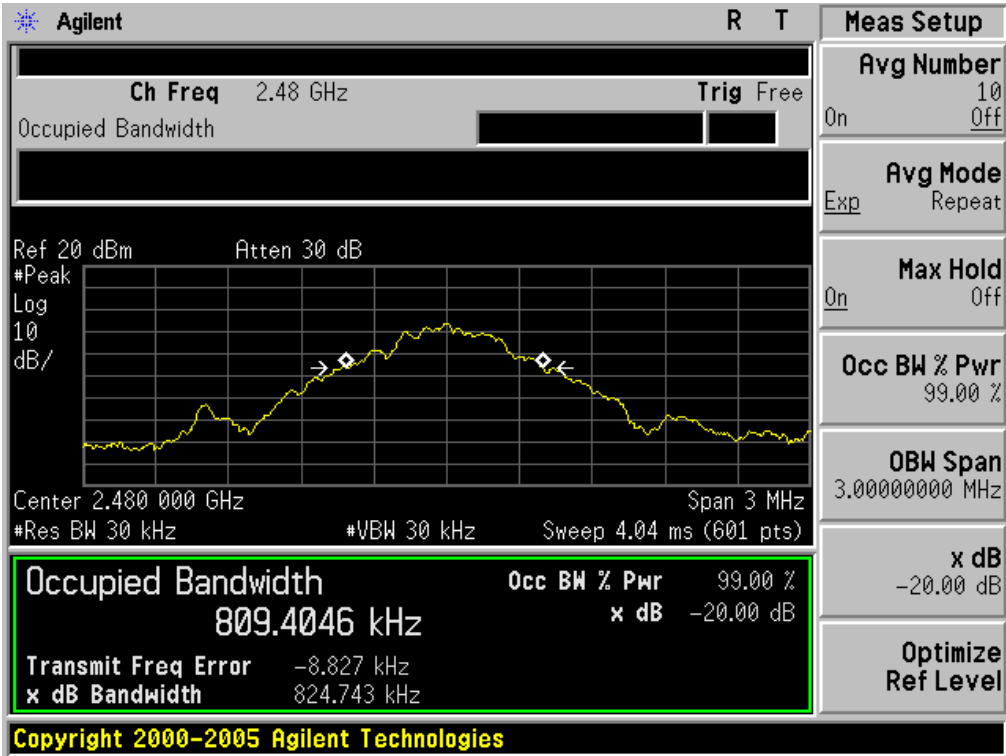 Agilent R T
Ch Freq 2.48 GHz Trig Free
Occupied Bandwidth
Ref 20 dBm Atten 30 dB
#Peak
Log
10
dB/
Center 2.480 000 GHz Span 3 MHz
#Res BW 30 kHz #VBW 30 kHz Sweep 4.04 ms (601 pts)
Occupied Bandwidth Occ BW % Pwr 99.00 %
809.4046 kHz x dB -20.00 dB
Transmit Freq Error -8.827 kHz
x dB Bandwidth 824.743 kHz
Copyright 2000-2005 Agilent Technologies
Meas Setup
Avg Number
10
On Off
Avg Mode
Exp Repeat
Max Hold
On Off
Occ BW % Pwr
99.00 %
OBW Span
3.00000000 MHz
x dB
-20.00 dB
Optimize
Ref Level